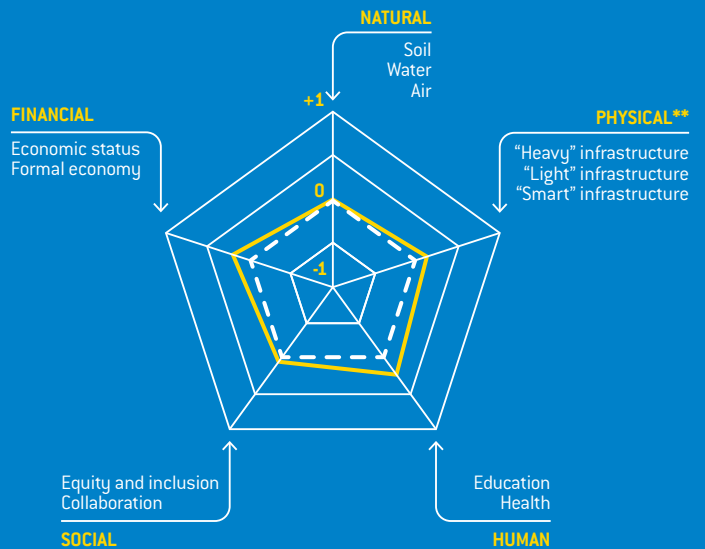 NATURAL
Soil
Water
Air
FINANCIAL
Economic status
Formal economy
PHYSICAL**
“Heavy” infrastructure
“Light” infrastructure
“Smart” infrastructure
+1
0
-1
Equity and inclusion
Collaboration
SOCIAL
Education
Health
HUMAN